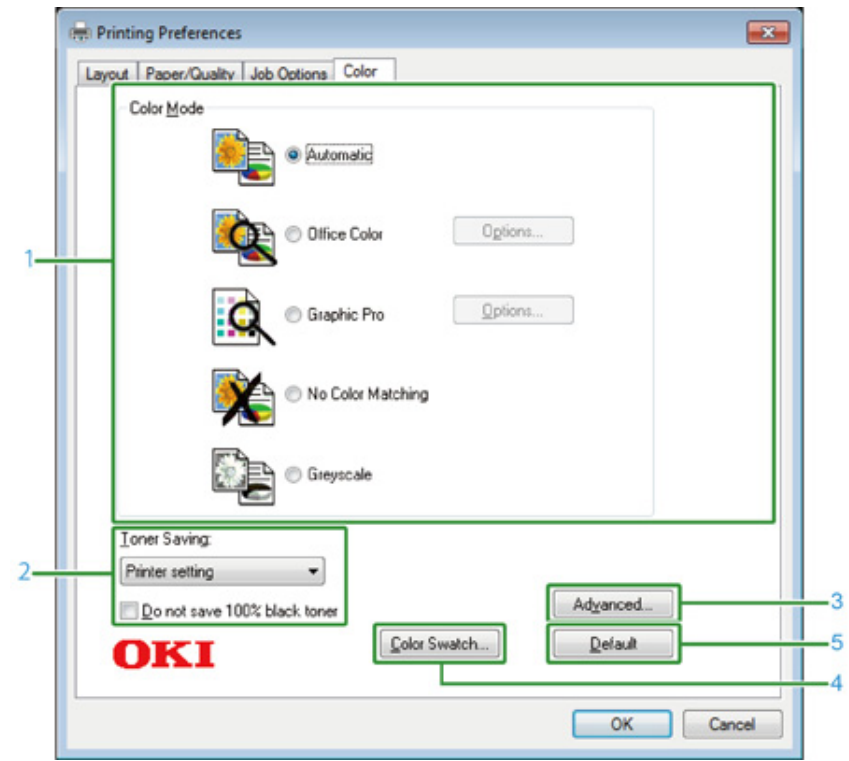 Printing Preferences
Layout Paper/Quality Job Options Color
Color Mode
Automatic
Office Color Options...
1
Graphic Pro Options...
No Color Matching
Greyscale
Toner Saving:
2 Printer setting
Do not save 100% black toner
Advanced... 3
OKI Color Swatch... Default 5
4
OK Cancel